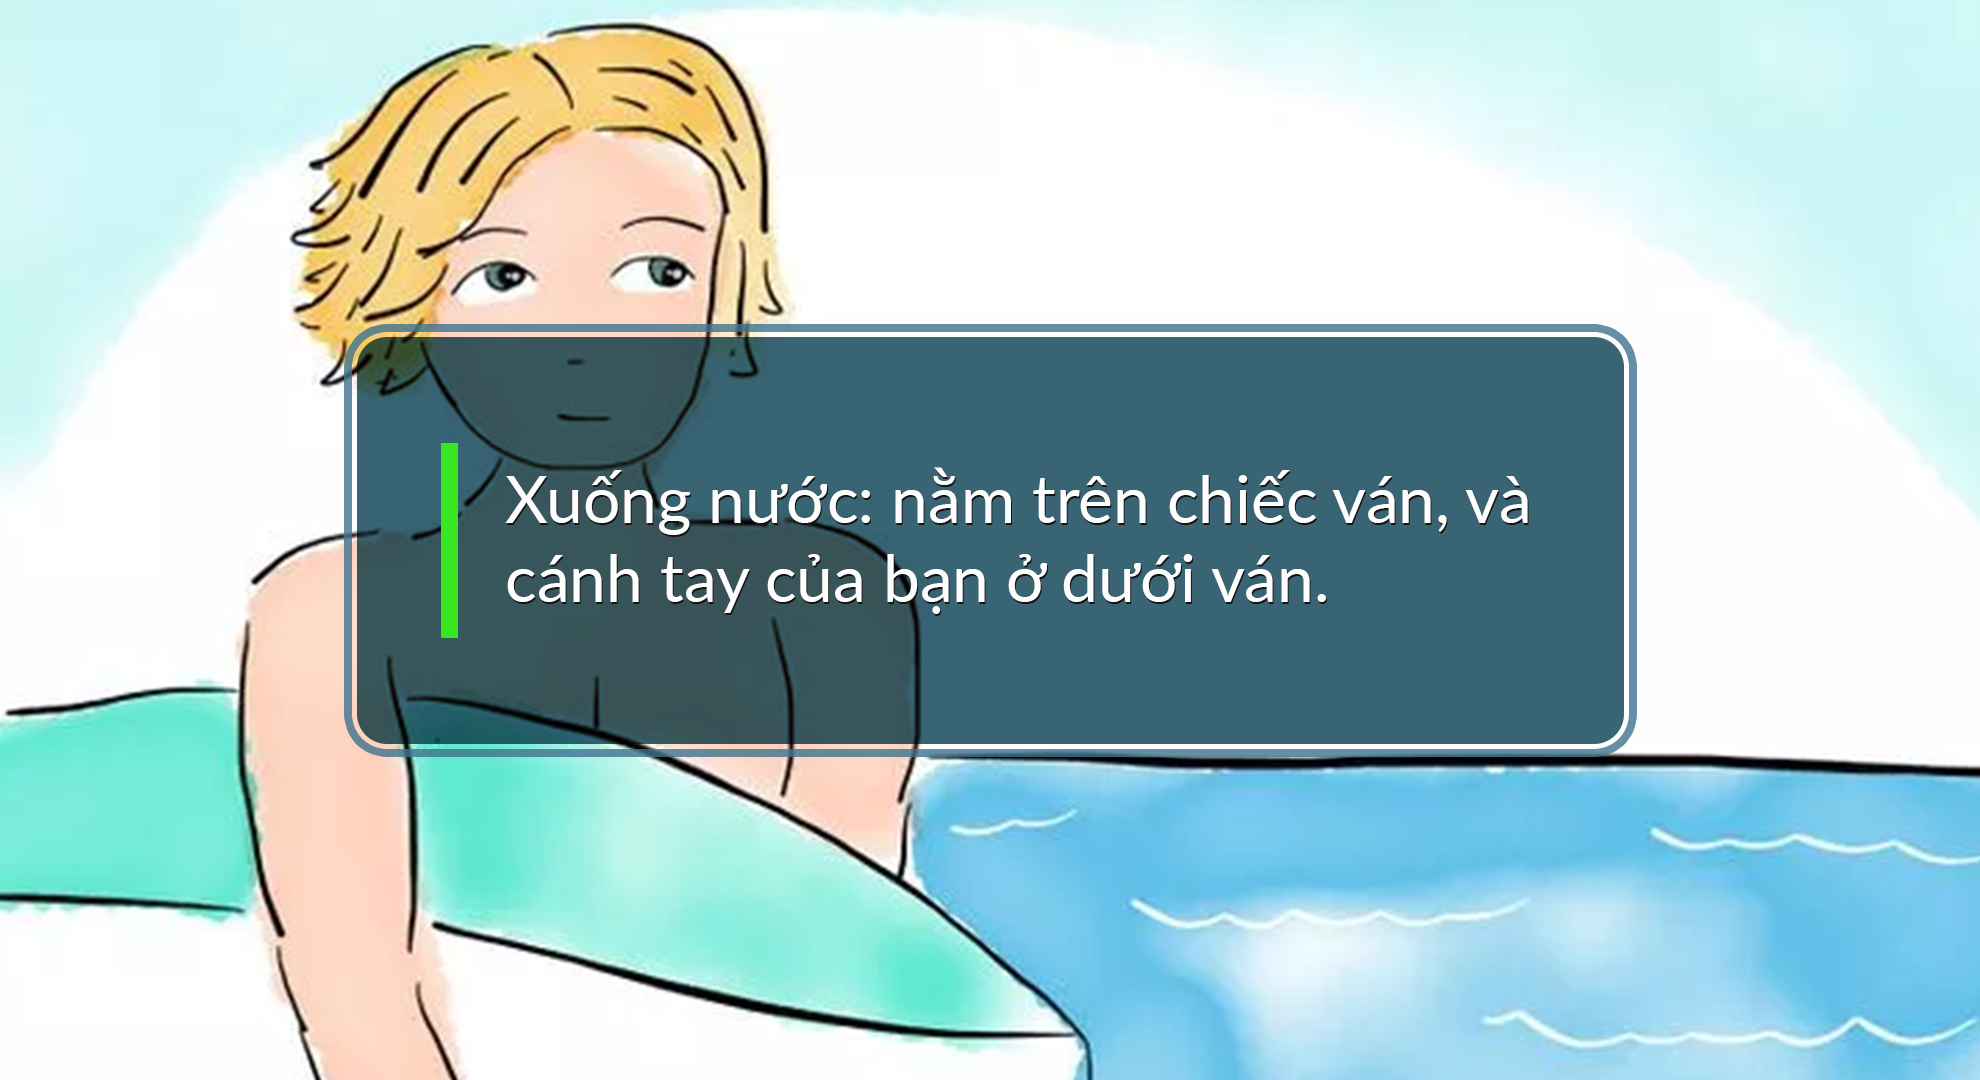 Xuống nước: nằm trên chiếc ván, và
cánh tay của bạn ở dưới ván.